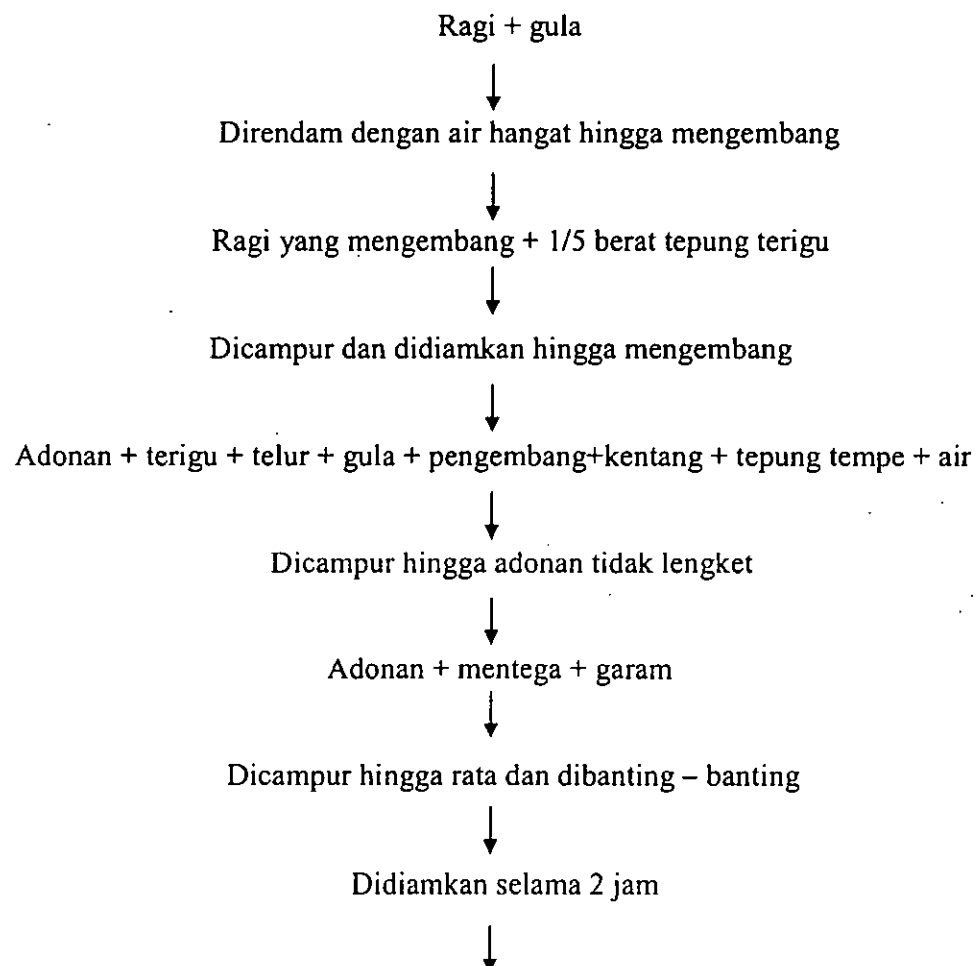 Ragi + gula
Direndam dengan air hangat hingga mengembang
Ragi yang mengembang + 1/5 berat tepung terigu
Dicampur dan didiamkan hingga mengembang
Adonan + terigu + telur + gula + pengembang+kentang + tepung tempe + air
Dicampur hingga adonan tidak lengket
Adonan + mentega + garam
Dicampur hingga rata dan dibanting – banting
Didiamkan selama 2 jam